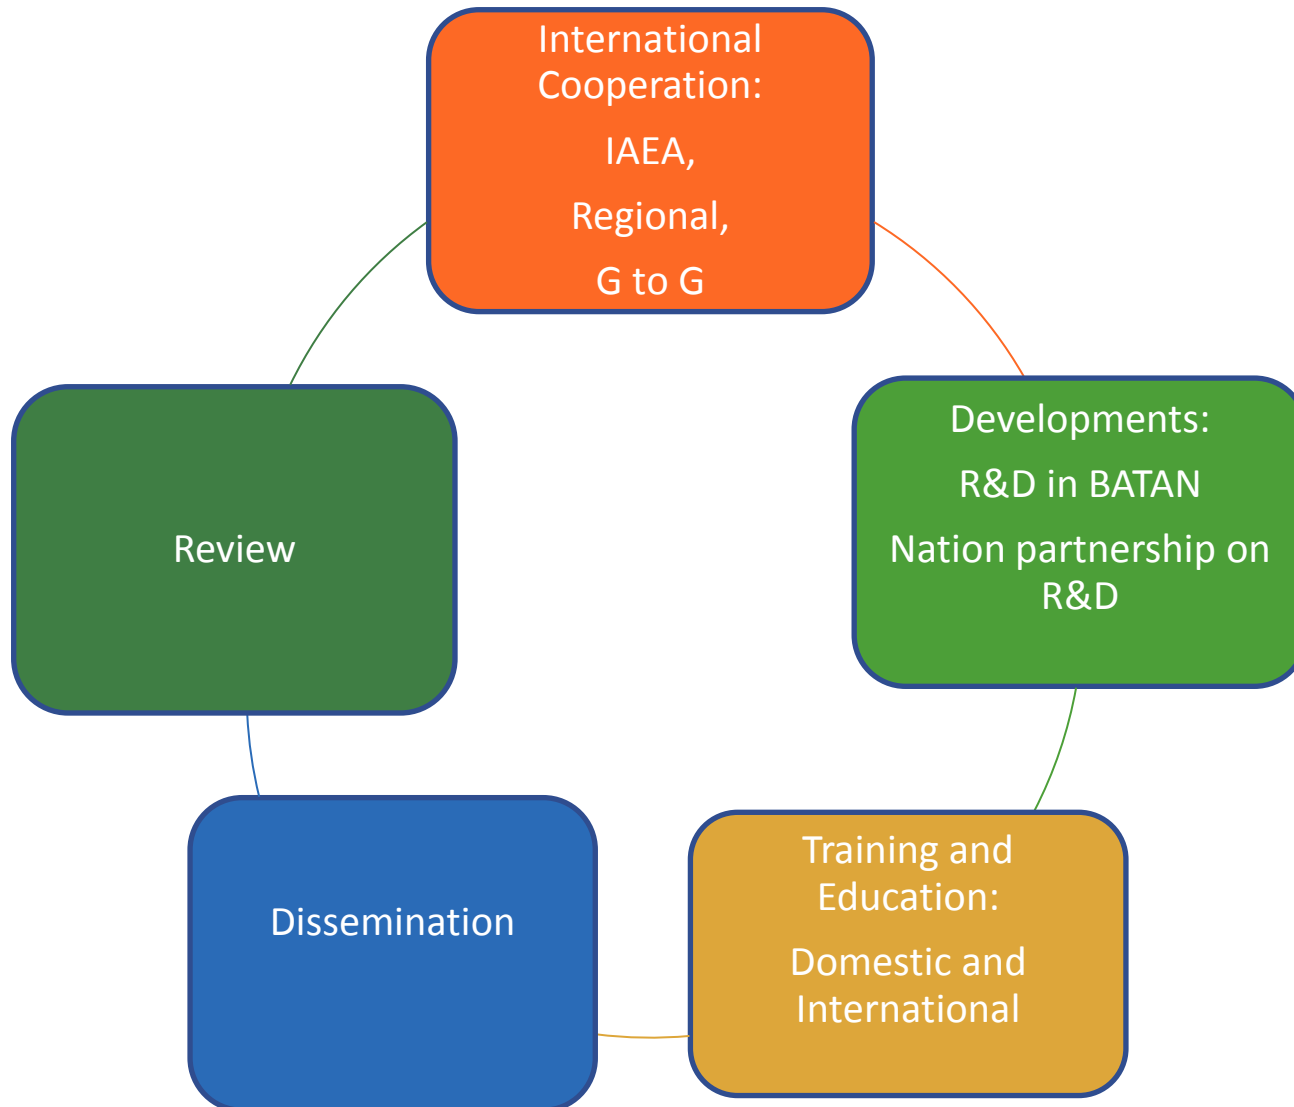 International
Cooperation:
IAEA,
Regional,
G to G
Developments:
R&D in BATAN
Nation partnership on
R&D
Training and
Education:
Domestic and
International
Dissemination
Review